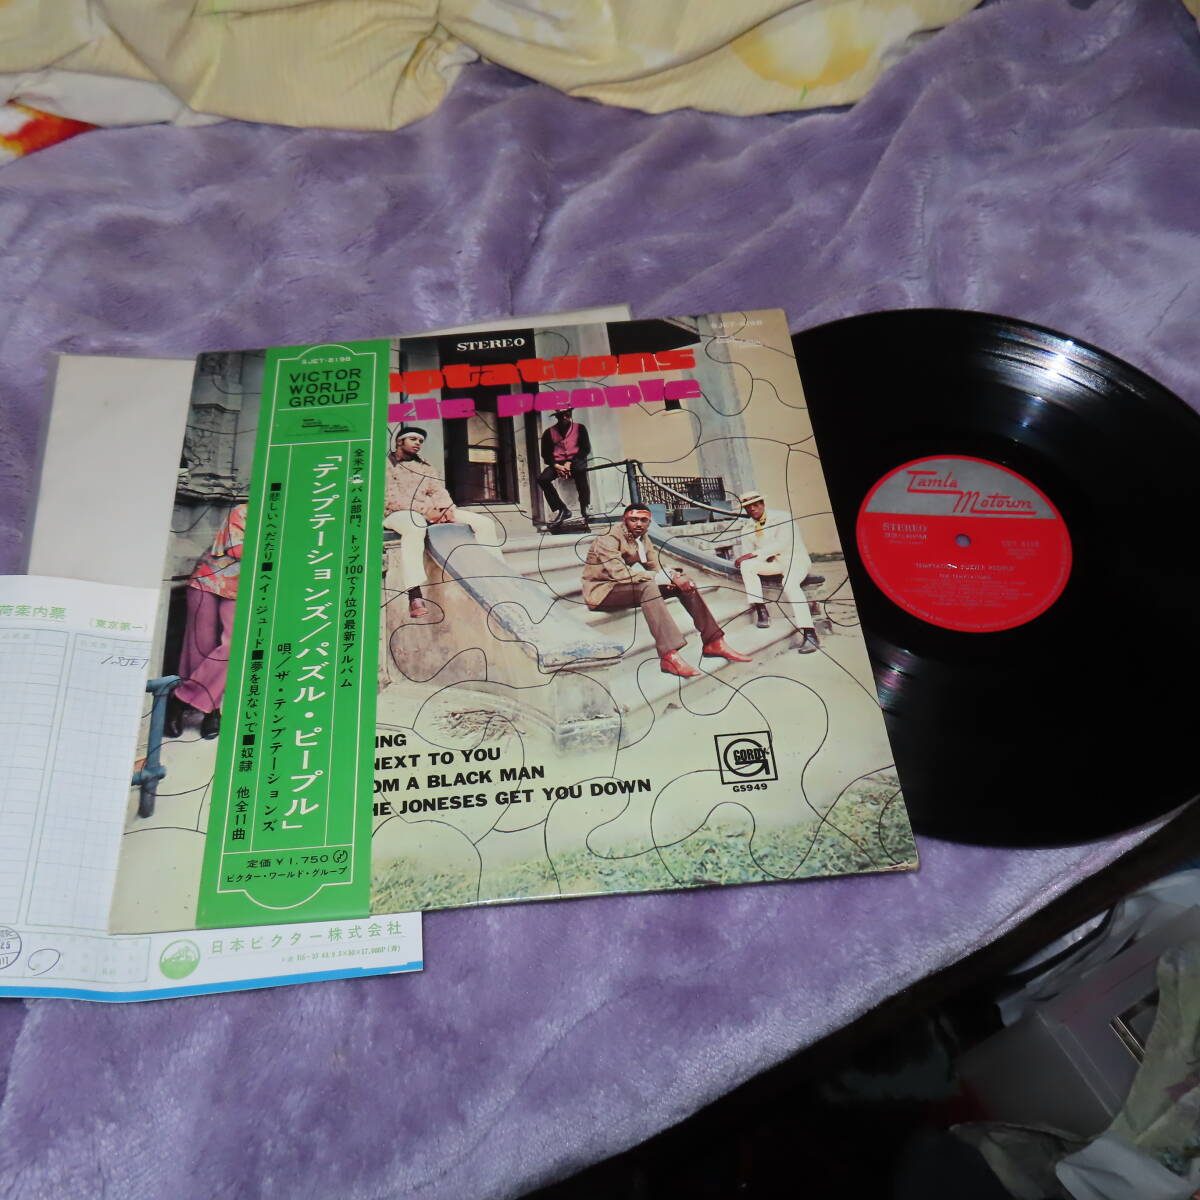 STEREO
SJET-8198
ptations
zle people
SJET-8198
VICTOR
WORLD
GROUP
全米アルバム部門、トップ100で7位の最新アルバム
「テンプテーションズ/パズル・ピープル」
唄/ザ・テンプテーションズ
■悲しいへだたり■ヘイ・ジュード■夢を見ないで■奴隷 他全11曲
定価￥1,750
ビクター・ワールド・グループ
ING
NEXT TO YOU
OM A BLACK MAN
HE JONESES GET YOU DOWN
GORDY
GS949
Tamla
Motown
STEREO
33⅓RPM
THE TEMPTATIONS
荷案内票
(東京第一)
日本ビクター株式会社